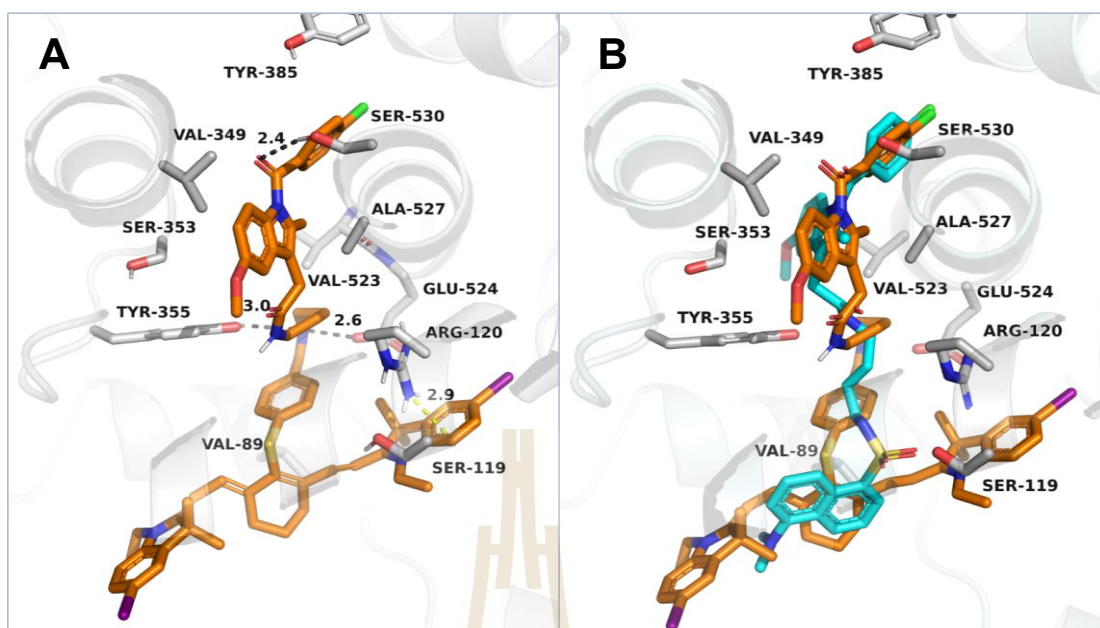 A
TYR-385
VAL-349
2.4
SER-530
SER-353
ALA-527
VAL-523
GLU-524
3.0
TYR-355
2.6
ARG-120
2.9
VAL-89
SER-119
B
TYR-385
VAL-349
SER-530
SER-353
ALA-527
VAL-523
GLU-524
TYR-355
ARG-120
VAL-89
SER-119